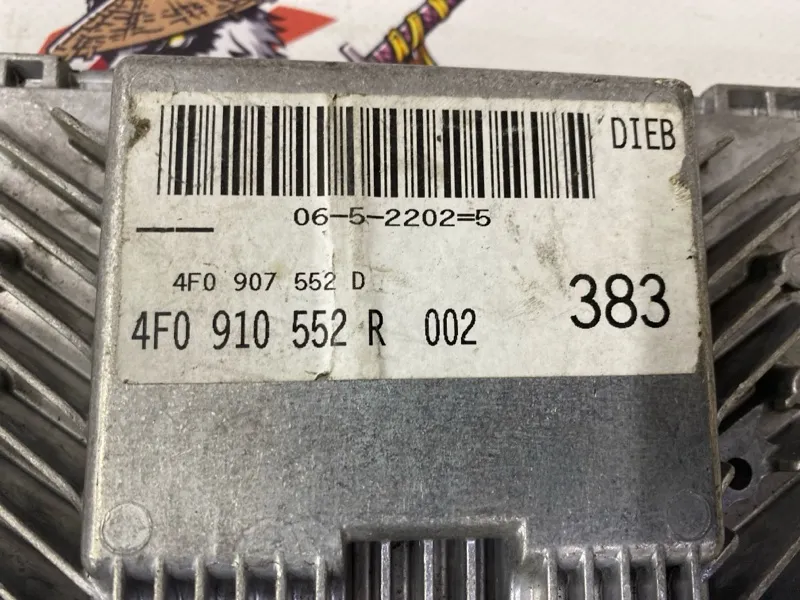 DIEB
06-5-2202=5
4F0 907 552 D
4F0 910 552 R 002
383